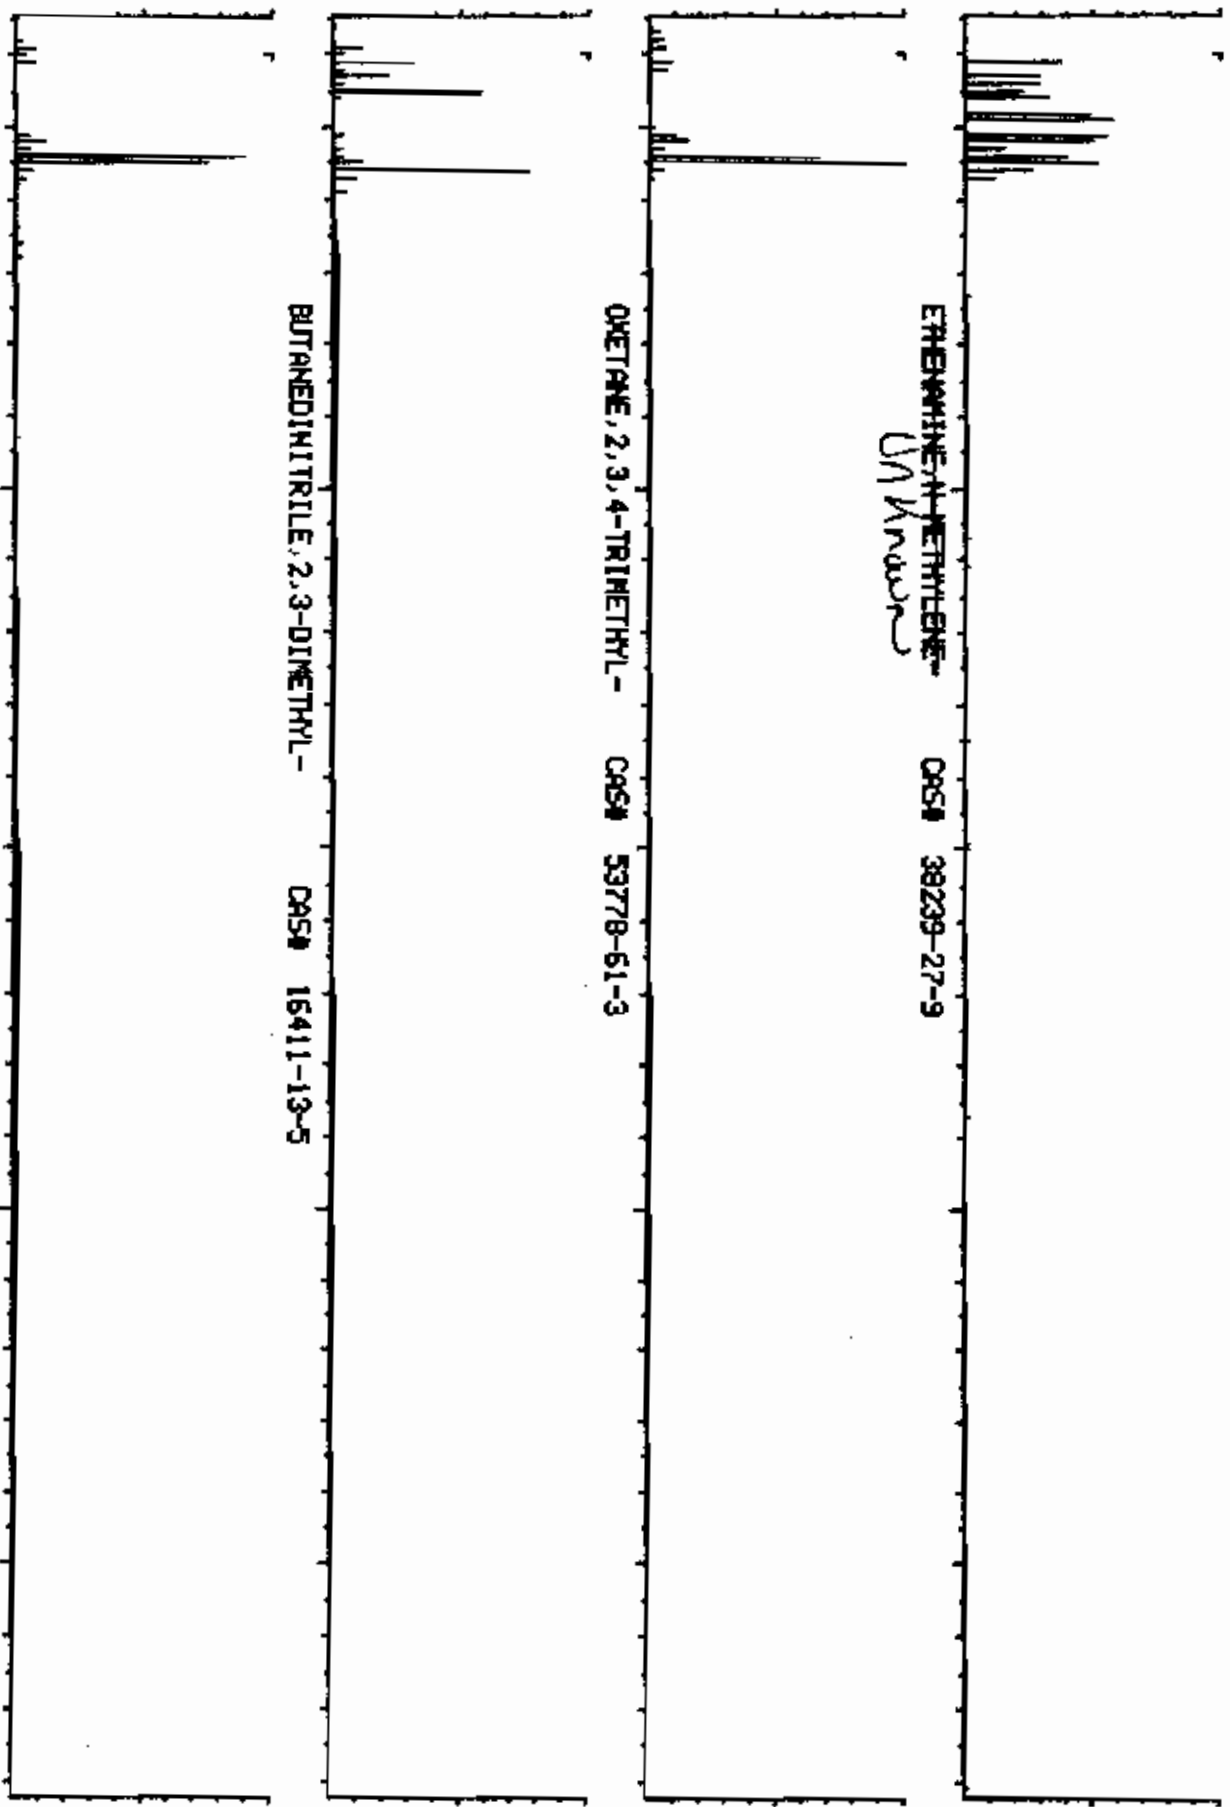 ETHENAMINE,N-METHYLENE- CAS# 38239-27-9
Unknown
OXETANE,2,3,4-TRIMETHYL- CAS# 53778-61-3
BUTANEDINITRILE,2,3-DIMETHYL- CAS# 16411-13-5